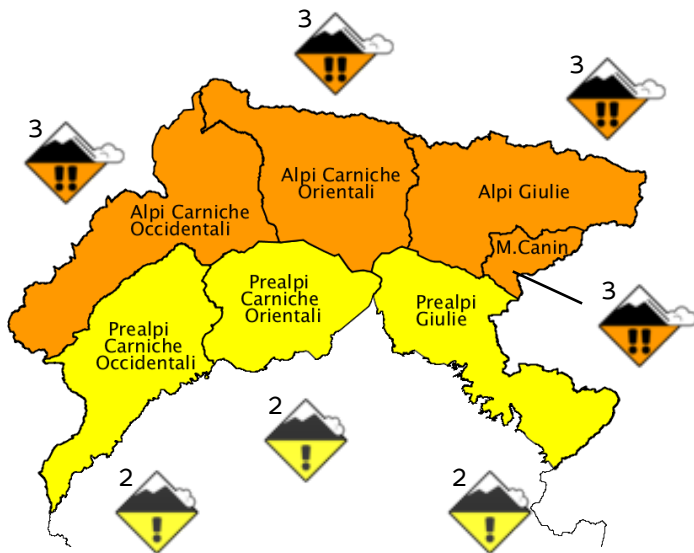 3
3
3
Alpi Carniche
Orientali
Alpi Giulie
Alpi Carniche
Occidentali
M.Canin
Prealpi
Carniche
Orientali
3
Prealpi
Giulie
Prealpi
Carniche
Occidentali
2
!
2
!
2
!
!!
!!
!!
!!